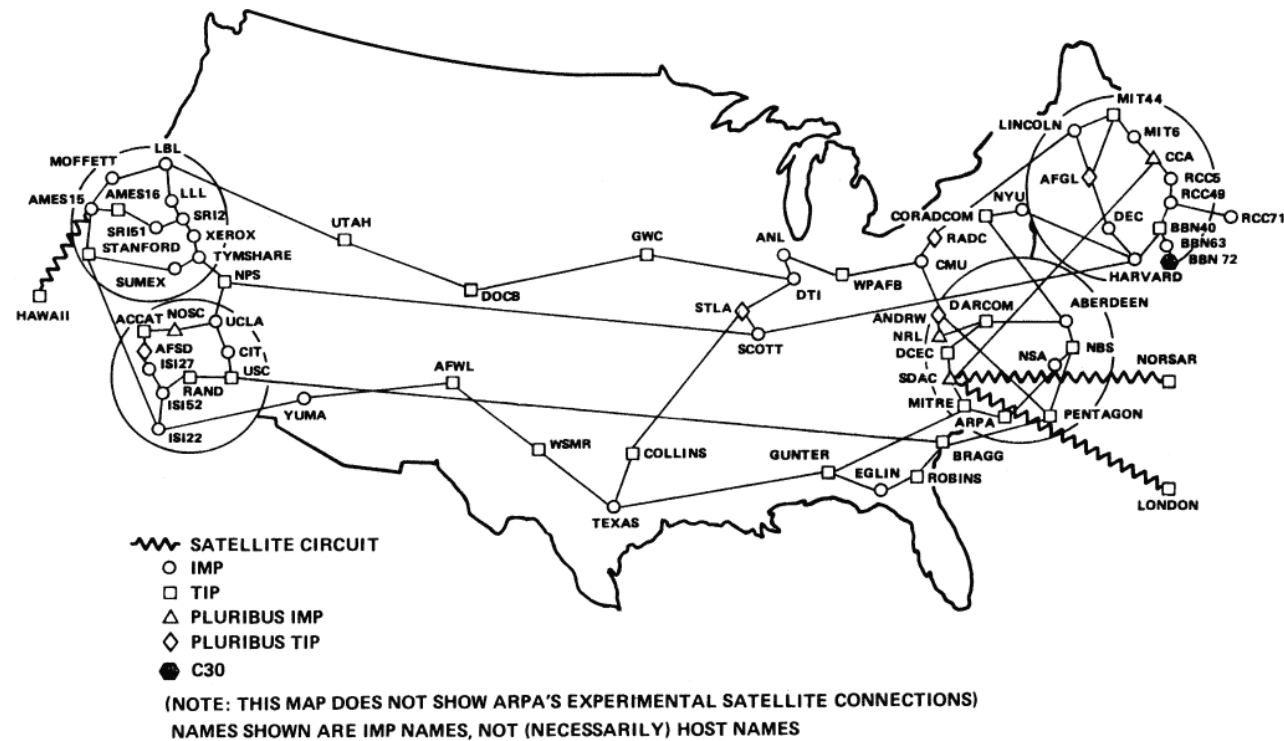 MIT44
LINCOLN
MIT6
CCA
MOFFETT
LBL
AFGL
RCC5
AMES15
AMES16
LLL
RCC49
NYU
SRI2
UTAH
CORADCOM
DEC
RCC71
SRI51
XEROX
GWC
ANL
RADC
BBN40
STANFORD
TYMSHARE
BBN63
BBN 72
SUMEX
NPS
CMU
HARVARD
DOCB
DTI
WPAFB
HAWAII
ACCAT
NOSC
UCLA
STLA
ANDRW
DARCOM
ABERDEEN
NRL
AFSD
SCOTT
DCEC
NSA
NBS
ISI27
CIT
AFWL
SDAC
NORSAR
RAND
USC
ISI52
YUMA
MITRE
ARPA
PENTAGON
ISI22
WSMR
COLLINS
GUNTER
BRAGG
EGLIN
ROBINS
TEXAS
LONDON
SATELLITE CIRCUIT
IMP
TIP
PLURIBUS IMP
PLURIBUS TIP
C30
(NOTE: THIS MAP DOES NOT SHOW ARPA'S EXPERIMENTAL SATELLITE CONNECTIONS)
NAMES SHOWN ARE IMP NAMES, NOT (NECESSARILY) HOST NAMES